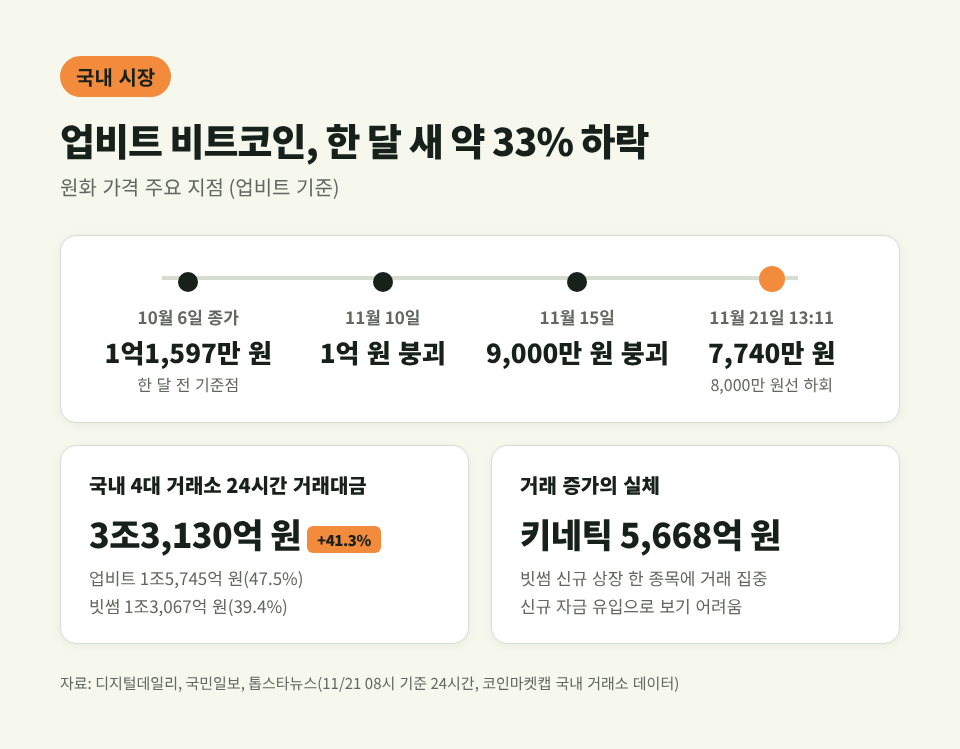 국내 시장
업비트 비트코인, 한 달 새 약 33% 하락
원화 가격 주요 지점 (업비트 기준)
10월 6일 종가
1억1,597만 원
한 달 전 기준점
11월 10일
1억 원 붕괴
11월 15일
9,000만 원 붕괴
11월 21일 13:11
7,740만 원
8,000만 원선 하회
국내 4대 거래소 24시간 거래대금
3조3,130억 원 +41.3%
업비트 1조5,745억 원(47.5%)
빗썸 1조3,067억 원(39.4%)
거래 증가의 실체
키네틱 5,668억 원
빗썸 신규 상장 한 종목에 거래 집중
신규 자금 유입으로 보기 어려움
자료: 디지털데일리, 국민일보, 톱스타뉴스(11/21 08시 기준 24시간, 코인마켓캡 국내 거래소 데이터)